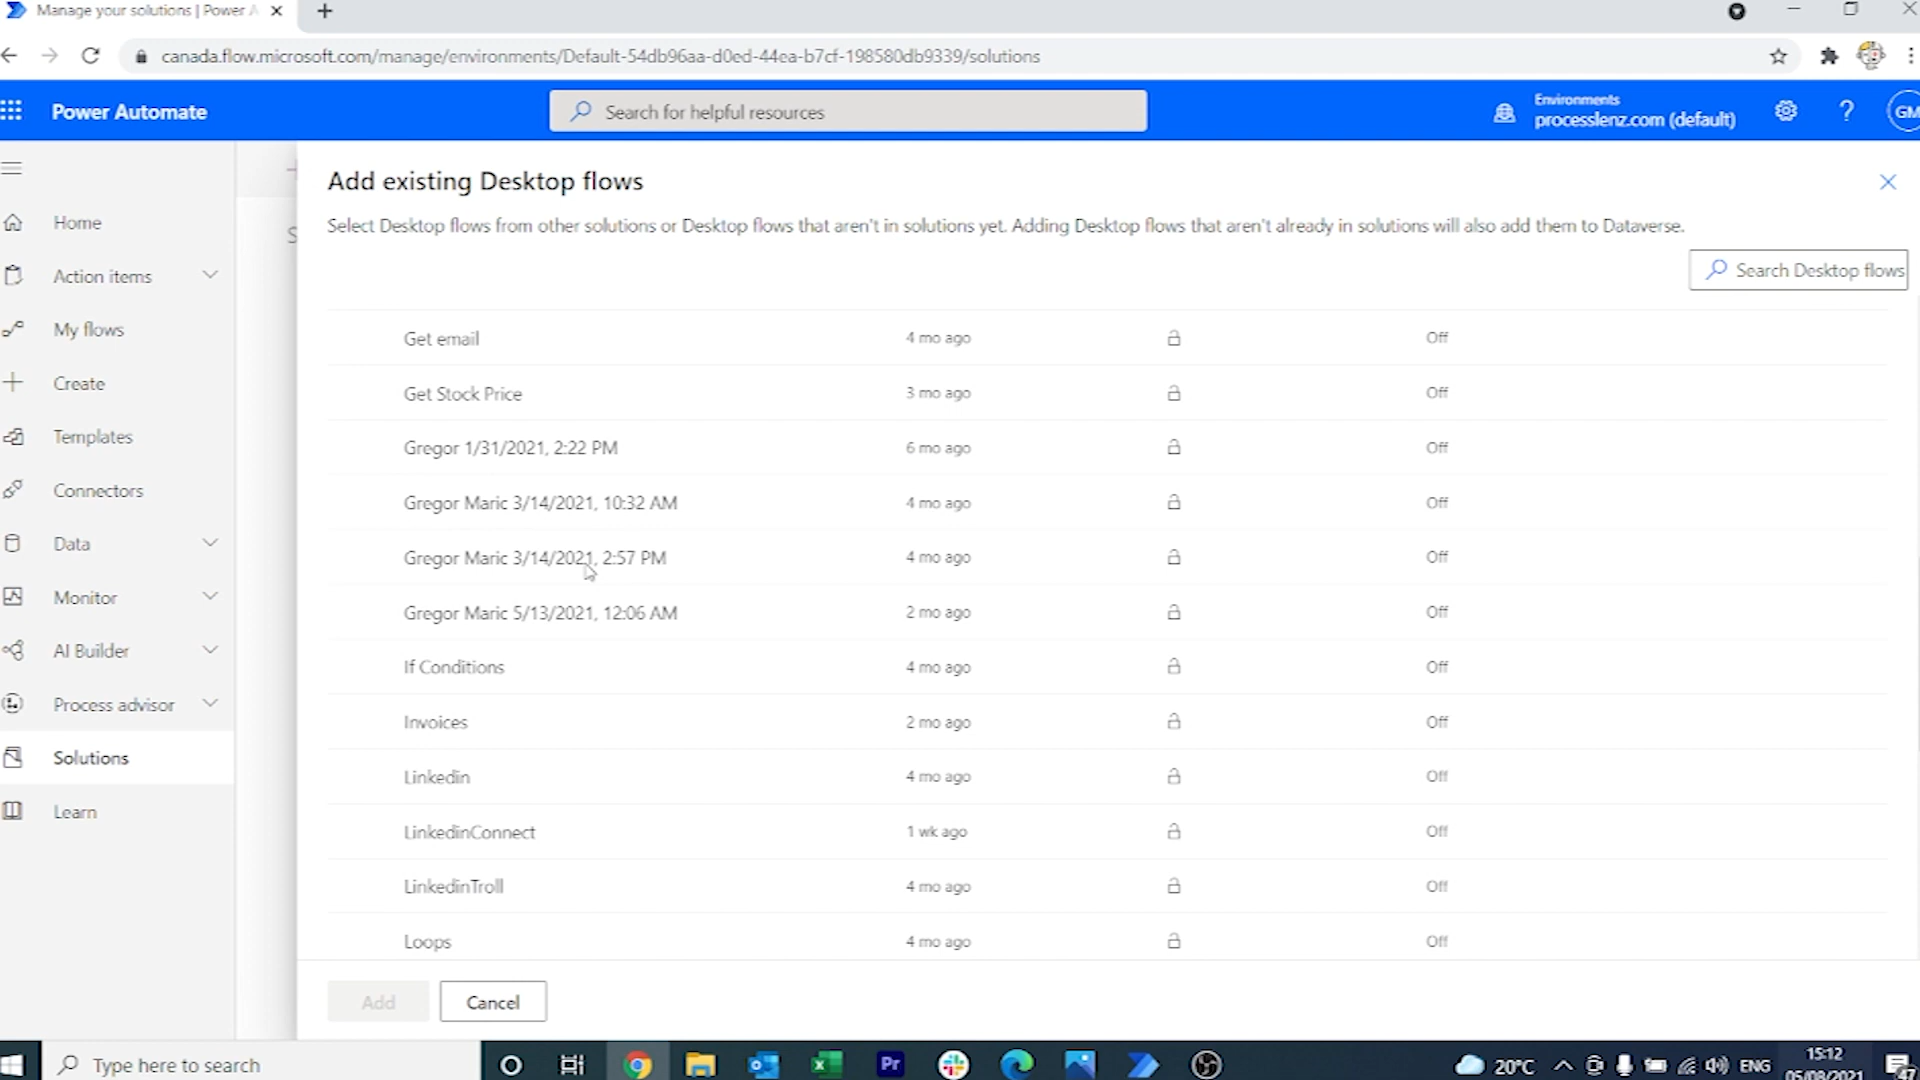 Manage your solutions | Power A
canada.flow.microsoft.com/manage/environments/Default-54db96aa-d0ed-44ea-b7cf-198580db9339/solutions
Power Automate
Search for helpful resources
Environments
processlenz.com (default)
?
GM
Home
Action items
My flows
Create
Templates
Connectors
Data
Monitor
AI Builder
Process advisor
Solutions
Learn
S
Add existing Desktop flows
Select Desktop flows from other solutions or Desktop flows that aren't in solutions yet. Adding Desktop flows that aren't already in solutions will also add them to Dataverse.
Search Desktop flows
Get email 4 mo ago Off
Get Stock Price 3 mo ago Off
Gregor 1/31/2021, 2:22 PM 6 mo ago Off
Gregor Maric 3/14/2021, 10:32 AM 4 mo ago Off
Gregor Maric 3/14/2021, 2:57 PM 4 mo ago Off
Gregor Maric 5/13/2021, 12:06 AM 2 mo ago Off
If Conditions 4 mo ago Off
Invoices 2 mo ago Off
Linkedin 4 mo ago Off
LinkedinConnect 1 wk ago Off
LinkedinTroll 4 mo ago Off
Loops 4 mo ago Off
Add
Cancel
Type here to search
Pr
20°C
ENG
15:12
05/08/2021
47